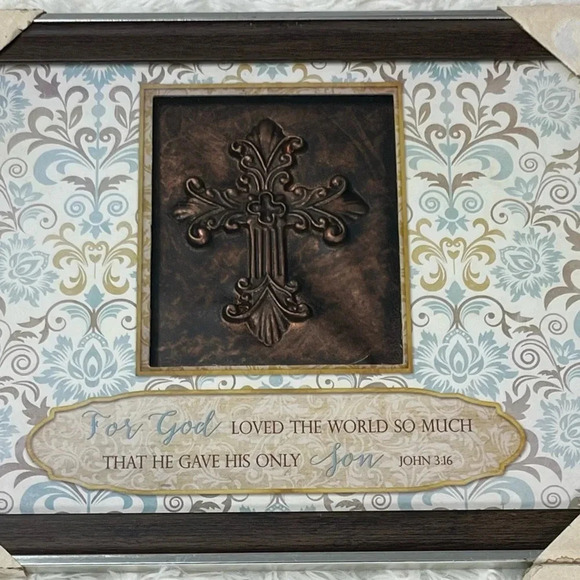 For God LOVED THE WORLD SO MUCH
THAT HE GAVE HIS ONLY Son JOHN 3:16